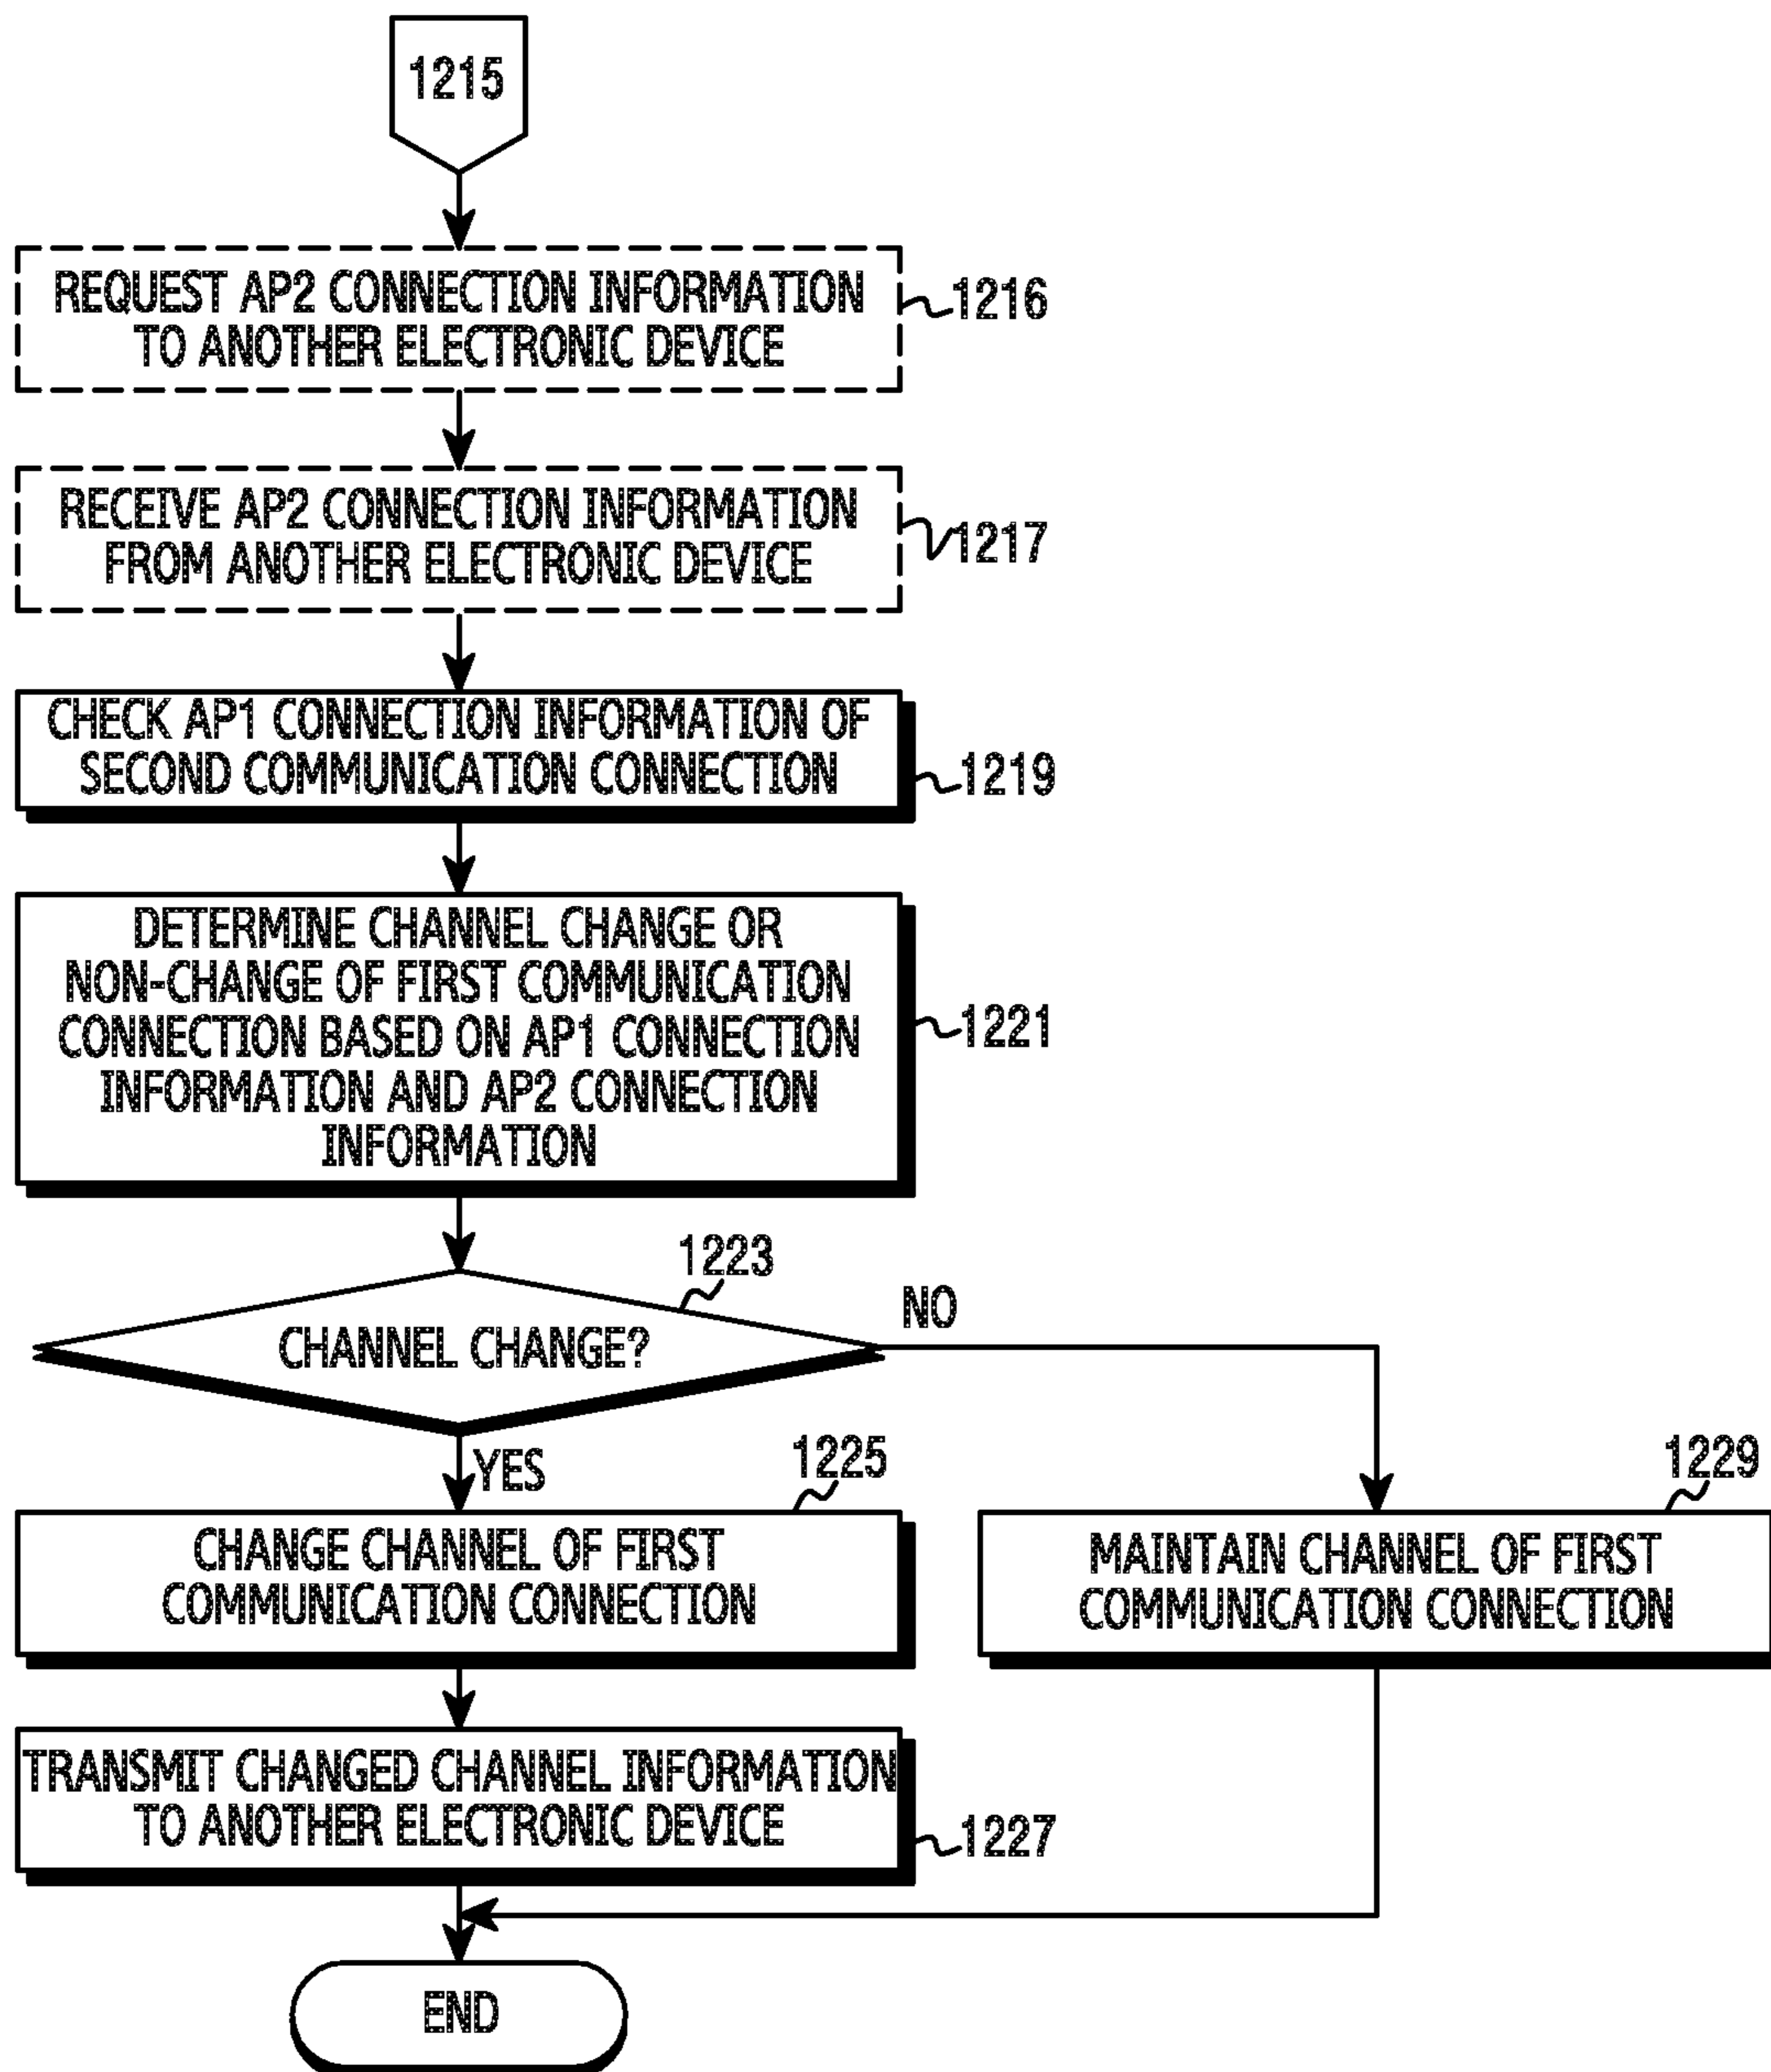 1215
REQUEST AP2 CONNECTION INFORMATION
TO ANOTHER ELECTRONIC DEVICE
1216
RECEIVE AP2 CONNECTION INFORMATION
FROM ANOTHER ELECTRONIC DEVICE
1217
CHECK AP1 CONNECTION INFORMATION OF
SECOND COMMUNICATION CONNECTION
1219
DETERMINE CHANNEL CHANGE OR
NON-CHANGE OF FIRST COMMUNICATION
CONNECTION BASED ON AP1 CONNECTION
INFORMATION AND AP2 CONNECTION
INFORMATION
1221
1223
CHANNEL CHANGE?
NO
YES
1225
CHANGE CHANNEL OF FIRST
COMMUNICATION CONNECTION
1229
MAINTAIN CHANNEL OF FIRST
COMMUNICATION CONNECTION
TRANSMIT CHANGED CHANNEL INFORMATION
TO ANOTHER ELECTRONIC DEVICE
1227
END